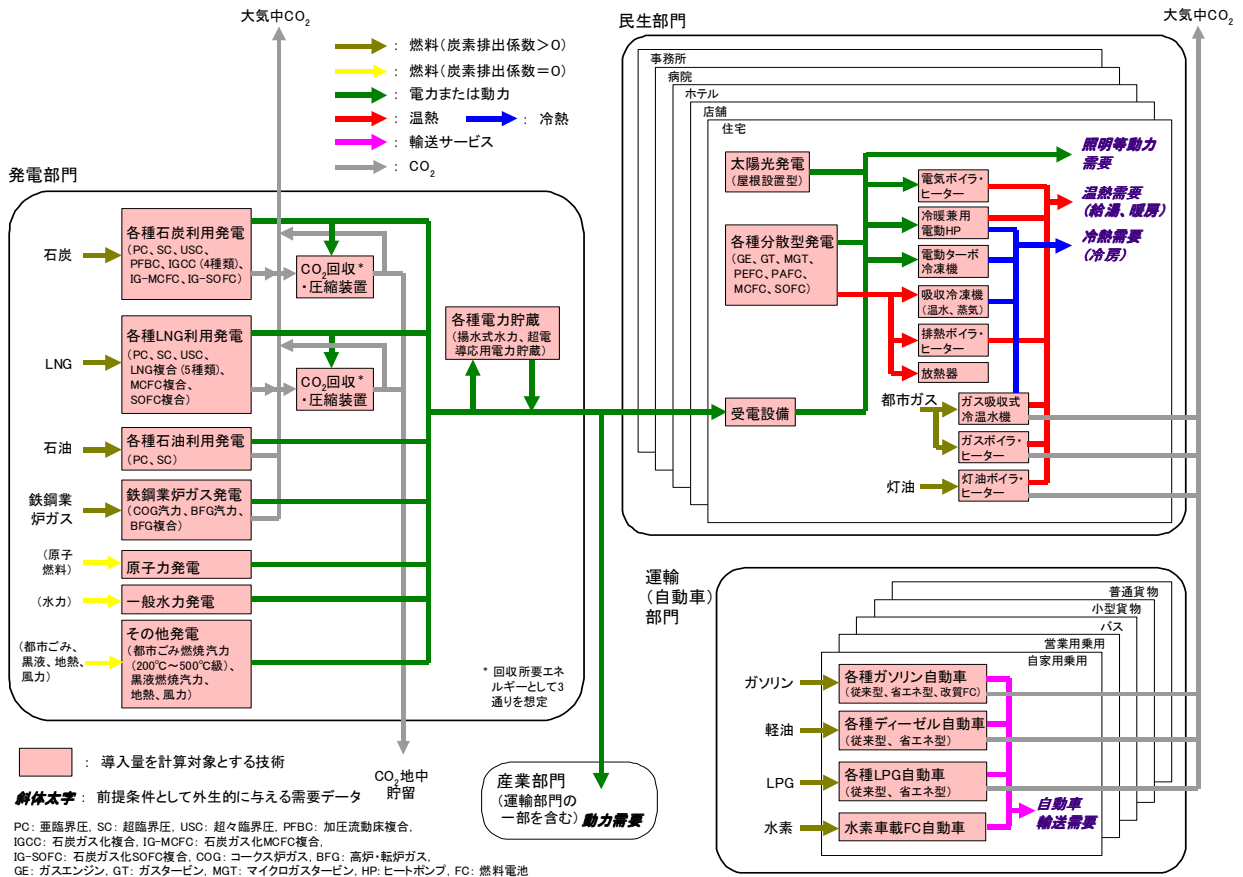 大気中CO₂
: 燃料(炭素排出係数>0)
: 燃料(炭素排出係数=0)
: 電力または動力
: 温熱
: 冷熱
: 輸送サービス
: CO₂
発電部門
石炭
各種石炭利用発電
(PC、SC、USC、
PFBC、IGCC (4種類)、
IG-MCFC、IG-SOFC)
CO₂回収*
・圧縮装置
LNG
各種LNG利用発電
(PC、SC、USC、
LNG複合 (5種類)、
MCFC複合、
SOFC複合)
CO₂回収*
・圧縮装置
石油
各種石油利用発電
(PC、SC)
鉄鋼業
炉ガス
鉄鋼業炉ガス発電
(COG汽力、BFG汽力、
BFG複合)
(原子
燃料)
原子力発電
(水力)
一般水力発電
(都市ごみ、
黒液、地熱、
風力)
その他発電
(都市ごみ燃焼汽力
(200℃~500℃級)、
黒液燃焼汽力、
地熱、風力)
各種電力貯蔵
(揚水式水力、超電
導応用電力貯蔵)
* 回収所要エネ
ルギーとして3
通りを想定
CO₂地中
貯留
産業部門
(運輸部門の
一部を含む)
動力需要
民生部門
大気中CO₂
事務所
病院
ホテル
店舗
住宅
太陽光発電
(屋根設置型)
各種分散型発電
(GE、GT、MGT、
PEFC、PAFC、
MCFC、SOFC)
受電設備
電気ボイラ・
ヒーター
冷暖兼用
電動HP
電動ターボ
冷凍機
吸収冷凍機
(温水、蒸気)
排熱ボイラ・
ヒーター
放熱器
都市ガス
ガス吸収式
冷温水機
ガスボイラ・
ヒーター
灯油
灯油ボイラ・
ヒーター
照明等動力
需要
温熱需要
(給湯、暖房)
冷熱需要
(冷房)
運輸
(自動車)
部門
普通貨物
小型貨物
バス
営業用乗用
自家用乗用
ガソリン
各種ガソリン自動車
(従来型、省エネ型、改質FC)
軽油
各種ディーゼル自動車
(従来型、省エネ型)
LPG
各種LPG自動車
(従来型、省エネ型)
水素
水素車載FC自動車
自動車
輸送需要
: 導入量を計算対象とする技術
斜体太字: 前提条件として外生的に与える需要データ
PC: 亜臨界圧, SC: 超臨界圧, USC: 超々臨界圧, PFBC: 加圧流動床複合,
IGCC: 石炭ガス化複合, IG-MCFC: 石炭ガス化MCFC複合,
IG-SOFC: 石炭ガス化SOFC複合, COG: コークス炉ガス, BFG: 高炉・転炉ガス,
GE: ガスエンジン, GT: ガスタービン, MGT: マイクロガスタービン, HP: ヒートポンプ, FC: 燃料電池